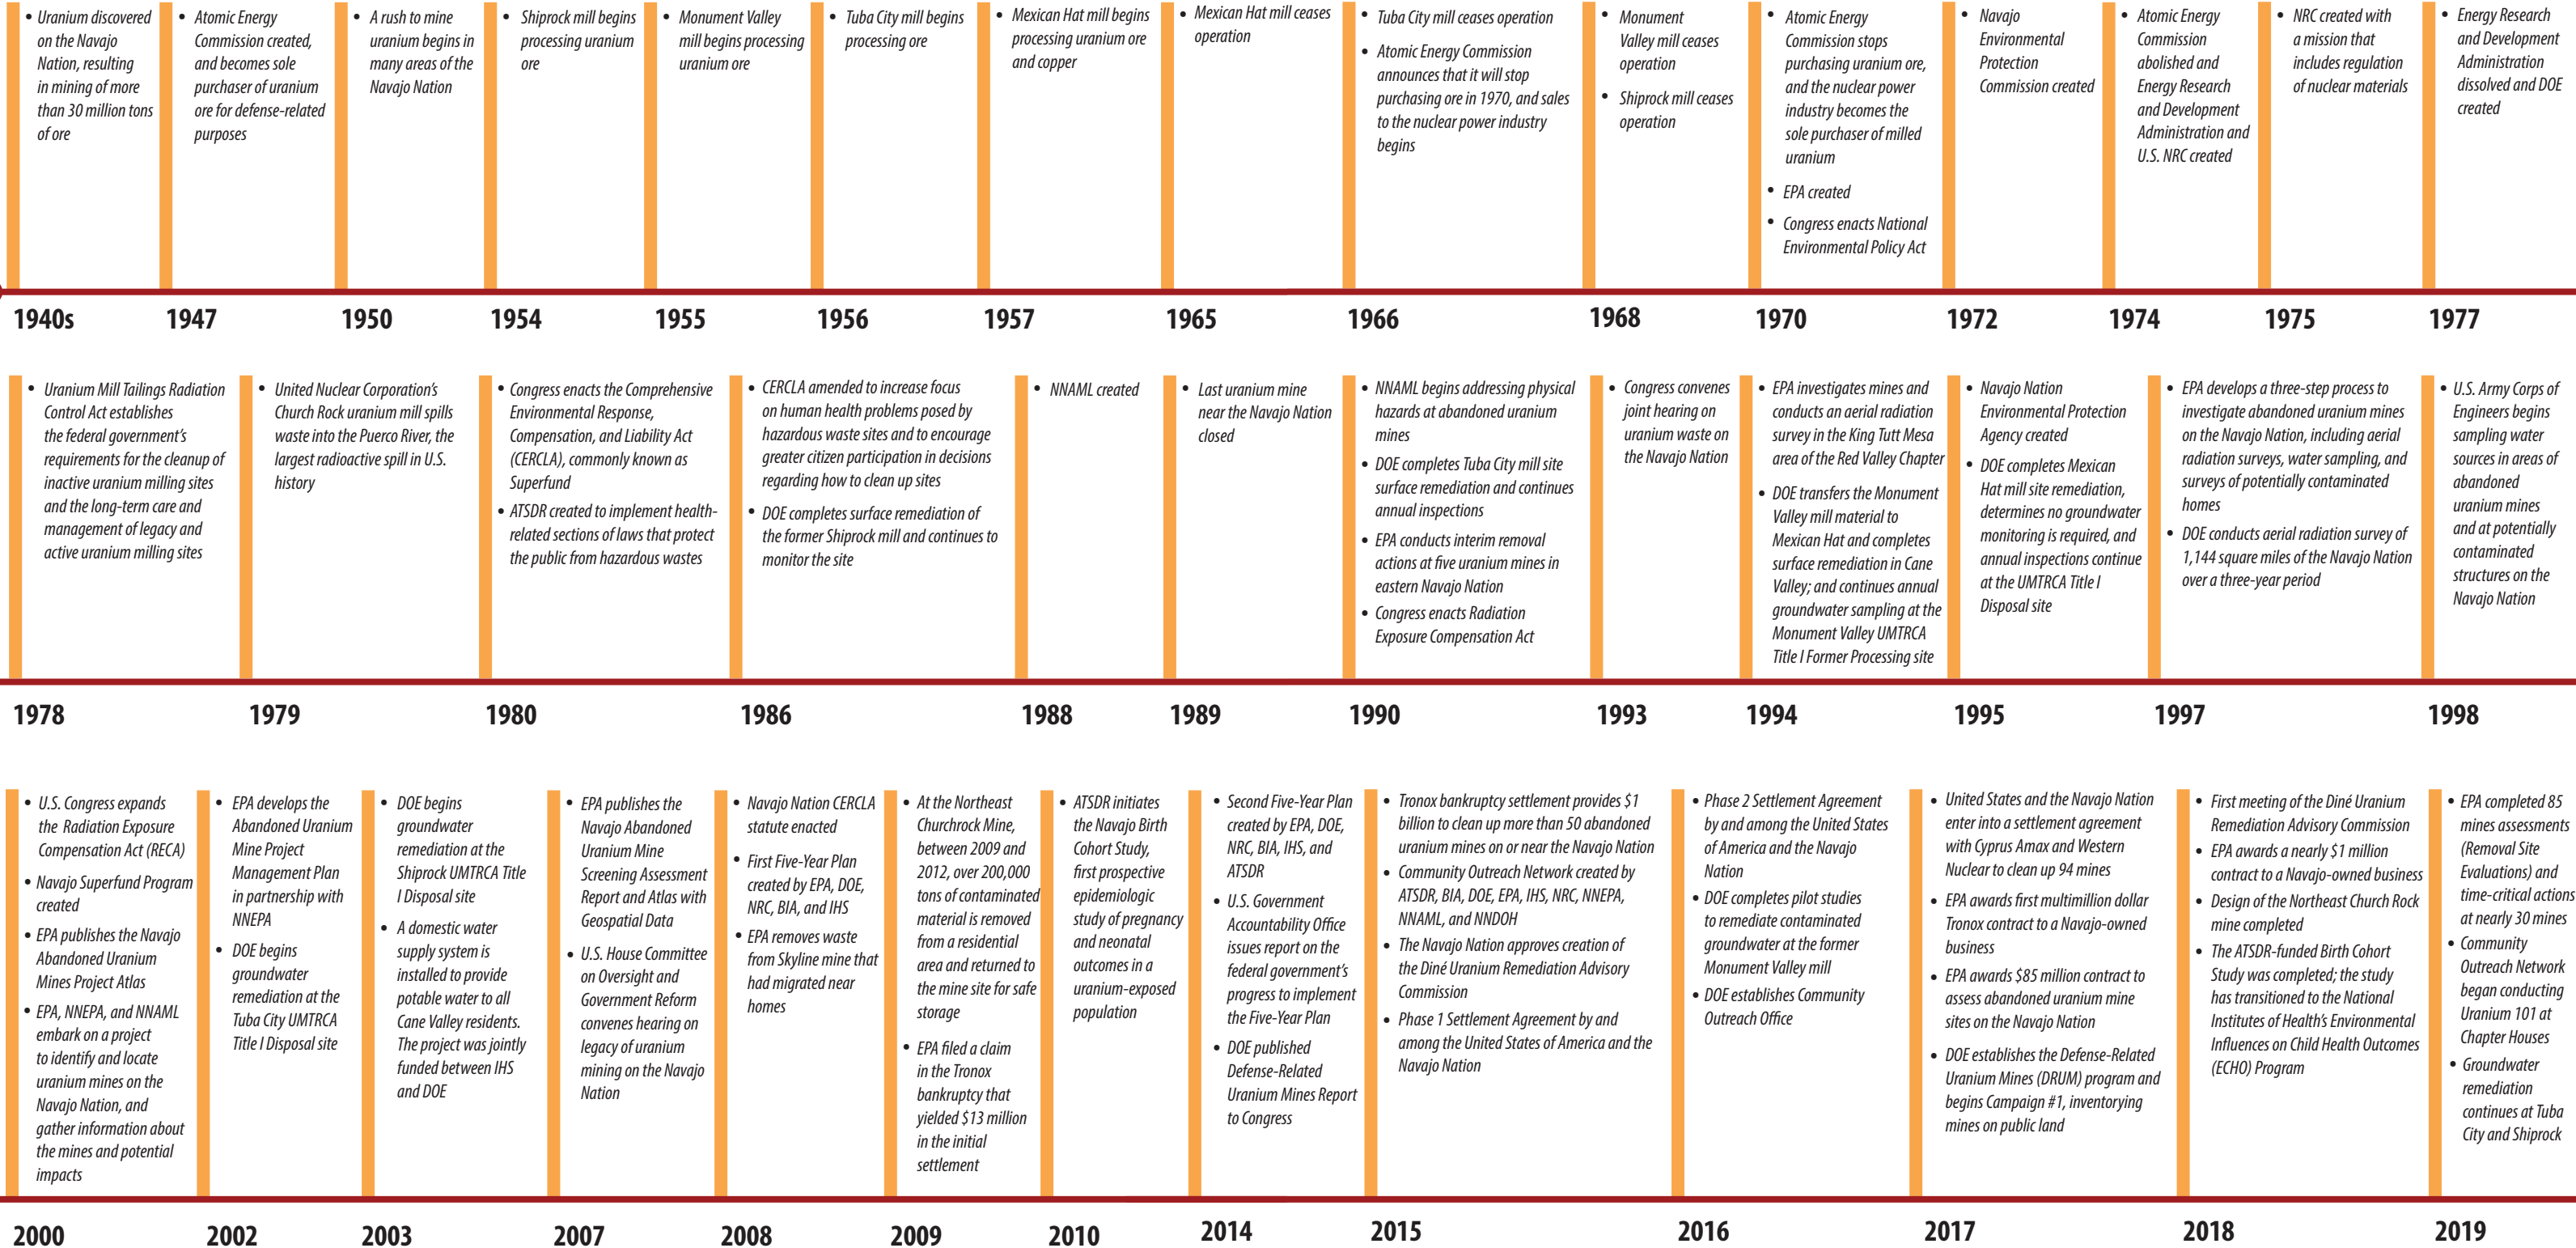 • Uranium discovered
on the Navajo
Nation, resulting
in mining of more
than 30 million tons
of ore
• Atomic Energy
Commission created,
and becomes sole
purchaser of uranium
ore for defense-related
purposes
• A rush to mine
uranium begins in
many areas of the
Navajo Nation
• Shiprock mill begins
processing uranium
ore
• Monument Valley
mill begins processing
uranium ore
• Tuba City mill begins
processing ore
• Mexican Hat mill begins
processing uranium ore
and copper
• Mexican Hat mill ceases
operation
• Tuba City mill ceases operation
• Atomic Energy Commission
announces that it will stop
purchasing ore in 1970, and sales
to the nuclear power industry
begins
• Monument
Valley mill ceases
operation
• Shiprock mill ceases
operation
• Atomic Energy
Commission stops
purchasing uranium ore,
and the nuclear power
industry becomes the
sole purchaser of milled
uranium
• EPA created
• Congress enacts National
Environmental Policy Act
• Navajo
Environmental
Protection
Commission created
• Atomic Energy
Commission
abolished and
Energy Research
and Development
Administration and
U.S. NRC created
• NRC created with
a mission that
includes regulation
of nuclear materials
• Energy Research
and Development
Administration
dissolved and DOE
created
1940s 1947 1950 1954 1955 1956 1957 1965 1966 1968 1970 1972 1974 1975 1977
• Uranium Mill Tailings Radiation
Control Act establishes
the federal government's
requirements for the cleanup of
inactive uranium milling sites
and the long-term care and
management of legacy and
active uranium milling sites
• United Nuclear Corporation's
Church Rock uranium mill spills
waste into the Puerco River, the
largest radioactive spill in U.S.
history
• Congress enacts the Comprehensive
Environmental Response,
Compensation, and Liability Act
(CERCLA), commonly known as
Superfund
• ATSDR created to implement health-
related sections of laws that protect
the public from hazardous wastes
• CERCLA amended to increase focus
on human health problems posed by
hazardous waste sites and to encourage
greater citizen participation in decisions
regarding how to clean up sites
• DOE completes surface remediation of
the former Shiprock mill and continues to
monitor the site
• NNAML created
• Last uranium mine
near the Navajo Nation
closed
• NNAML begins addressing physical
hazards at abandoned uranium
mines
• DOE completes Tuba City mill site
surface remediation and continues
annual inspections
• EPA conducts interim removal
actions at five uranium mines in
eastern Navajo Nation
• Congress enacts Radiation
Exposure Compensation Act
• Congress convenes
joint hearing on
uranium waste on
the Navajo Nation
• EPA investigates mines and
conducts an aerial radiation
survey in the King Tutt Mesa
area of the Red Valley Chapter
• DOE transfers the Monument
Valley mill material to
Mexican Hat and completes
surface remediation in Cane
Valley; and continues annual
groundwater sampling at the
Monument Valley UMTRCA
Title I Former Processing site
• Navajo Nation
Environmental Protection
Agency created
• DOE completes Mexican
Hat mill site remediation,
determines no groundwater
monitoring is required, and
annual inspections continue
at the UMTRCA Title I
Disposal site
• EPA develops a three-step process to
investigate abandoned uranium mines
on the Navajo Nation, including aerial
radiation surveys, water sampling, and
surveys of potentially contaminated
homes
• DOE conducts aerial radiation survey of
1,144 square miles of the Navajo Nation
over a three-year period
• U.S. Army Corps of
Engineers begins
sampling water
sources in areas of
abandoned
uranium mines
and at potentially
contaminated
structures on the
Navajo Nation
1978 1979 1980 1986 1988 1989 1990 1993 1994 1995 1997 1998
• U.S. Congress expands
the Radiation Exposure
Compensation Act (RECA)
• Navajo Superfund Program
created
• EPA publishes the Navajo
Abandoned Uranium
Mines Project Atlas
• EPA, NNEPA, and NNAML
embark on a project
to identify and locate
uranium mines on the
Navajo Nation, and
gather information about
the mines and potential
impacts
• EPA develops the
Abandoned Uranium
Mine Project
Management Plan
in partnership with
NNEPA
• DOE begins
groundwater
remediation at the
Tuba City UMTRCA
Title I Disposal site
• DOE begins
groundwater
remediation at the
Shiprock UMTRCA Title
I Disposal site
• A domestic water
supply system is
installed to provide
potable water to all
Cane Valley residents.
The project was jointly
funded between IHS
and DOE
• EPA publishes the
Navajo Abandoned
Uranium Mine
Screening Assessment
Report and Atlas with
Geospatial Data
• U.S. House Committee
on Oversight and
Government Reform
convenes hearing on
legacy of uranium
mining on the Navajo
Nation
• Navajo Nation CERCLA
statute enacted
• First Five-Year Plan
created by EPA, DOE,
NRC, BIA, and IHS
• EPA removes waste
from Skyline mine that
had migrated near
homes
• At the Northeast
Churchrock Mine,
between 2009 and
2012, over 200,000
tons of contaminated
material is removed
from a residential
area and returned to
the mine site for safe
storage
• EPA filed a claim
in the Tronox
bankruptcy that
yielded $13 million
in the initial
settlement
• ATSDR initiates
the Navajo Birth
Cohort Study,
first prospective
epidemiologic
study of pregnancy
and neonatal
outcomes in a
uranium-exposed
population
• Second Five-Year Plan
created by EPA, DOE,
NRC, BIA, IHS, and
ATSDR
• U.S. Government
Accountability Office
issues report on the
federal government's
progress to implement
the Five-Year Plan
• DOE published
Defense-Related
Uranium Mines Report
to Congress
• Tronox bankruptcy settlement provides $1
billion to clean up more than 50 abandoned
uranium mines on or near the Navajo Nation
• Community Outreach Network created by
ATSDR, BIA, DOE, EPA, IHS, NRC, NNEPA,
NNAML, and NNDOH
• The Navajo Nation approves creation of
the Diné Uranium Remediation Advisory
Commission
• Phase 1 Settlement Agreement by and
among the United States of America and the
Navajo Nation
• Phase 2 Settlement Agreement
by and among the United States
of America and the Navajo
Nation
• DOE completes pilot studies
to remediate contaminated
groundwater at the former
Monument Valley mill
• DOE establishes Community
Outreach Office
• United States and the Navajo Nation
enter into a settlement agreement
with Cyprus Amax and Western
Nuclear to clean up 94 mines
• EPA awards first multimillion dollar
Tronox contract to a Navajo-owned
business
• EPA awards $85 million contract to
assess abandoned uranium mine
sites on the Navajo Nation
• DOE establishes the Defense-Related
Uranium Mines (DRUM) program and
begins Campaign #1, inventorying
mines on public land
• First meeting of the Diné Uranium
Remediation Advisory Commission
• EPA awards a nearly $1 million
contract to a Navajo-owned business
• Design of the Northeast Church Rock
mine completed
• The ATSDR-funded Birth Cohort
Study was completed; the study
has transitioned to the National
Institutes of Health's Environmental
Influences on Child Health Outcomes
(ECHO) Program
• EPA completed 85
mines assessments
(Removal Site
Evaluations) and
time-critical actions
at nearly 30 mines
• Community
Outreach Network
began conducting
Uranium 101 at
Chapter Houses
• Groundwater
remediation
continues at Tuba
City and Shiprock
2000 2002 2003 2007 2008 2009 2010 2014 2015 2016 2017 2018 2019